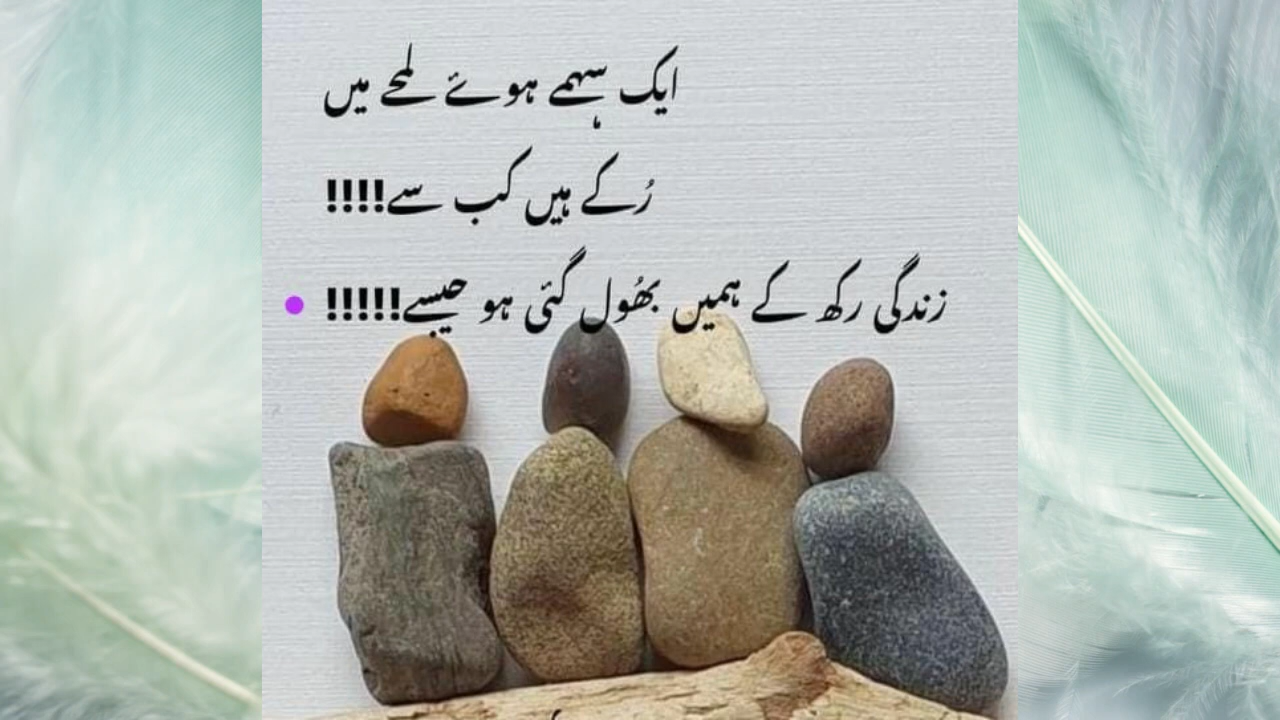 ایک سہمے ہوئے لمحے میں
رُکے ہیں کب سے!!!!
زندگی رکھ کے ہمیں بھُول گئی ہو جیسے!!!!!